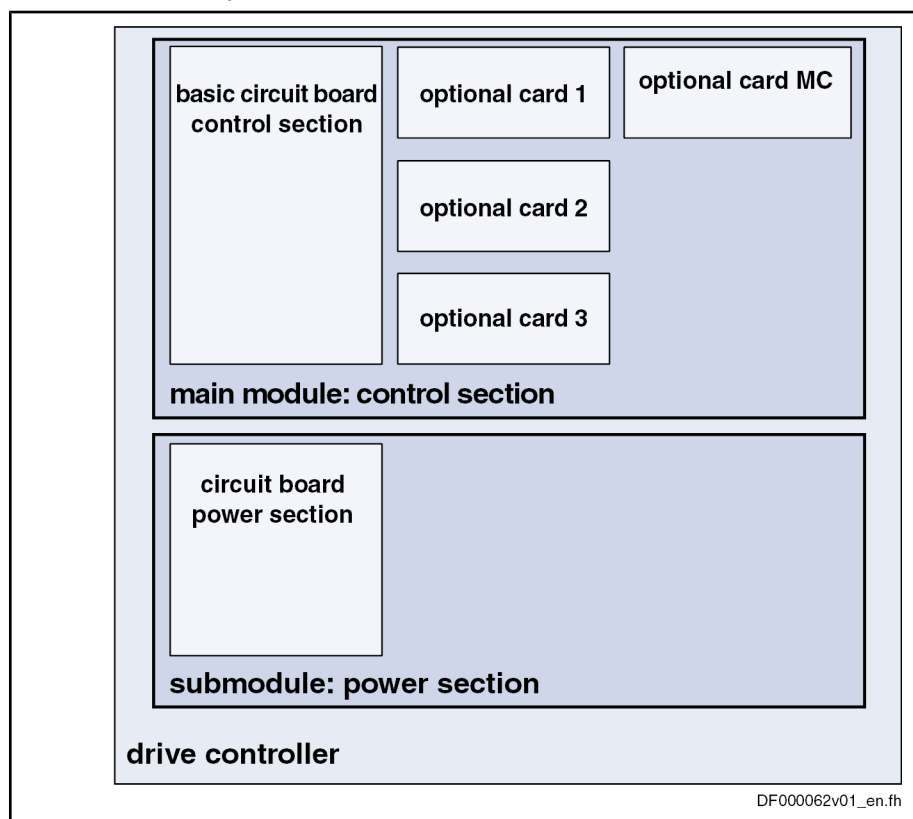 basic circuit board
control section
optional card 1
optional card MC
optional card 2
optional card 3
main module: control section
circuit board
power section
submodule: power section
drive controller
DF000062v01_en.fh